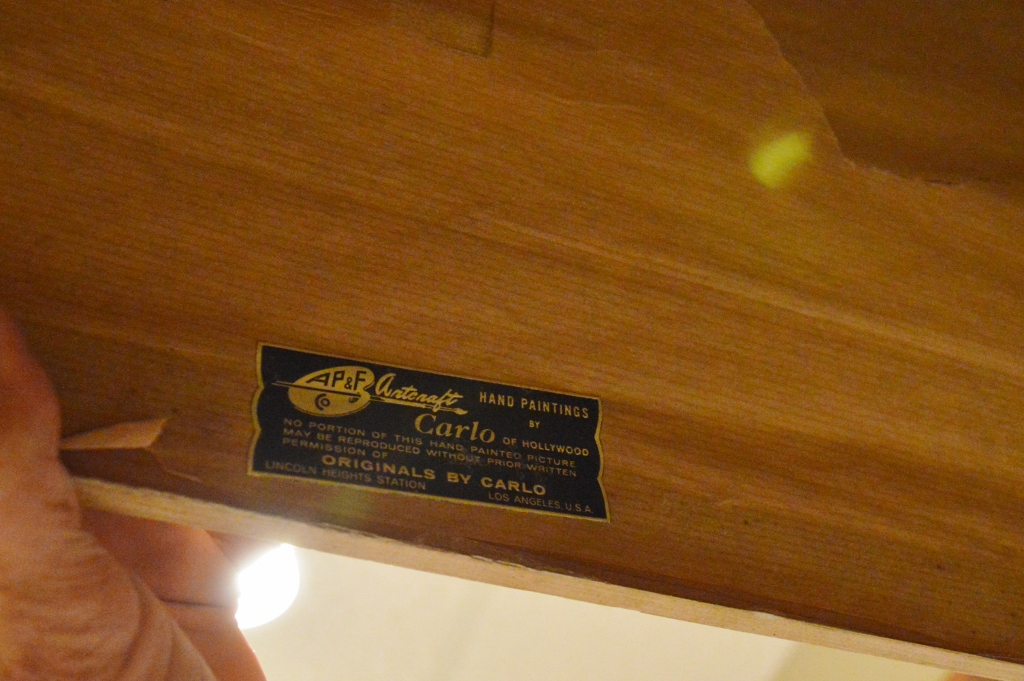 AP&F Artcraft HAND PAINTINGS
Co BY
Carlo OF HOLLYWOOD
NO PORTION OF THIS HAND PAINTED PICTURE
MAY BE REPRODUCED WITHOUT PRIOR WRITTEN
PERMISSION OF
ORIGINALS BY CARLO
LINCOLN HEIGHTS STATION LOS ANGELES, U.S.A.